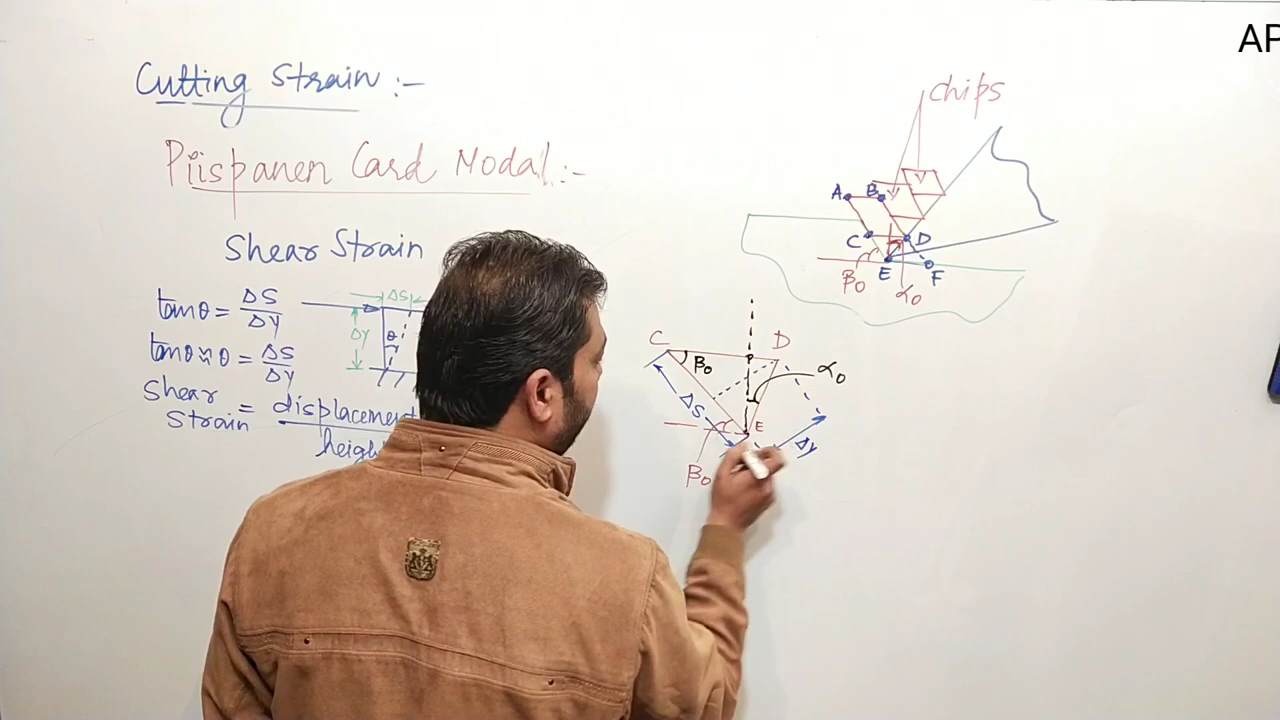 AP
Cutting Strain :-
Piispanen Card Modal :-
Shear Strain
tanθ = ΔS
ΔY
tanθ ≈ θ = ΔS
ΔY
Shear
Strain = displacement
height
ΔS
ΔY
θ
chips
A B
C D
E F
β₀ α₀
C D
β₀ P
α₀
ΔS
E
Δy
β₀